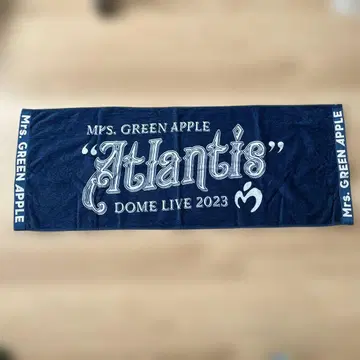 Mrs. GREEN APPLE
MRS. GREEN APPLE
"Atlantis"
DOME LIVE 2023
Mrs. GREEN APPLE